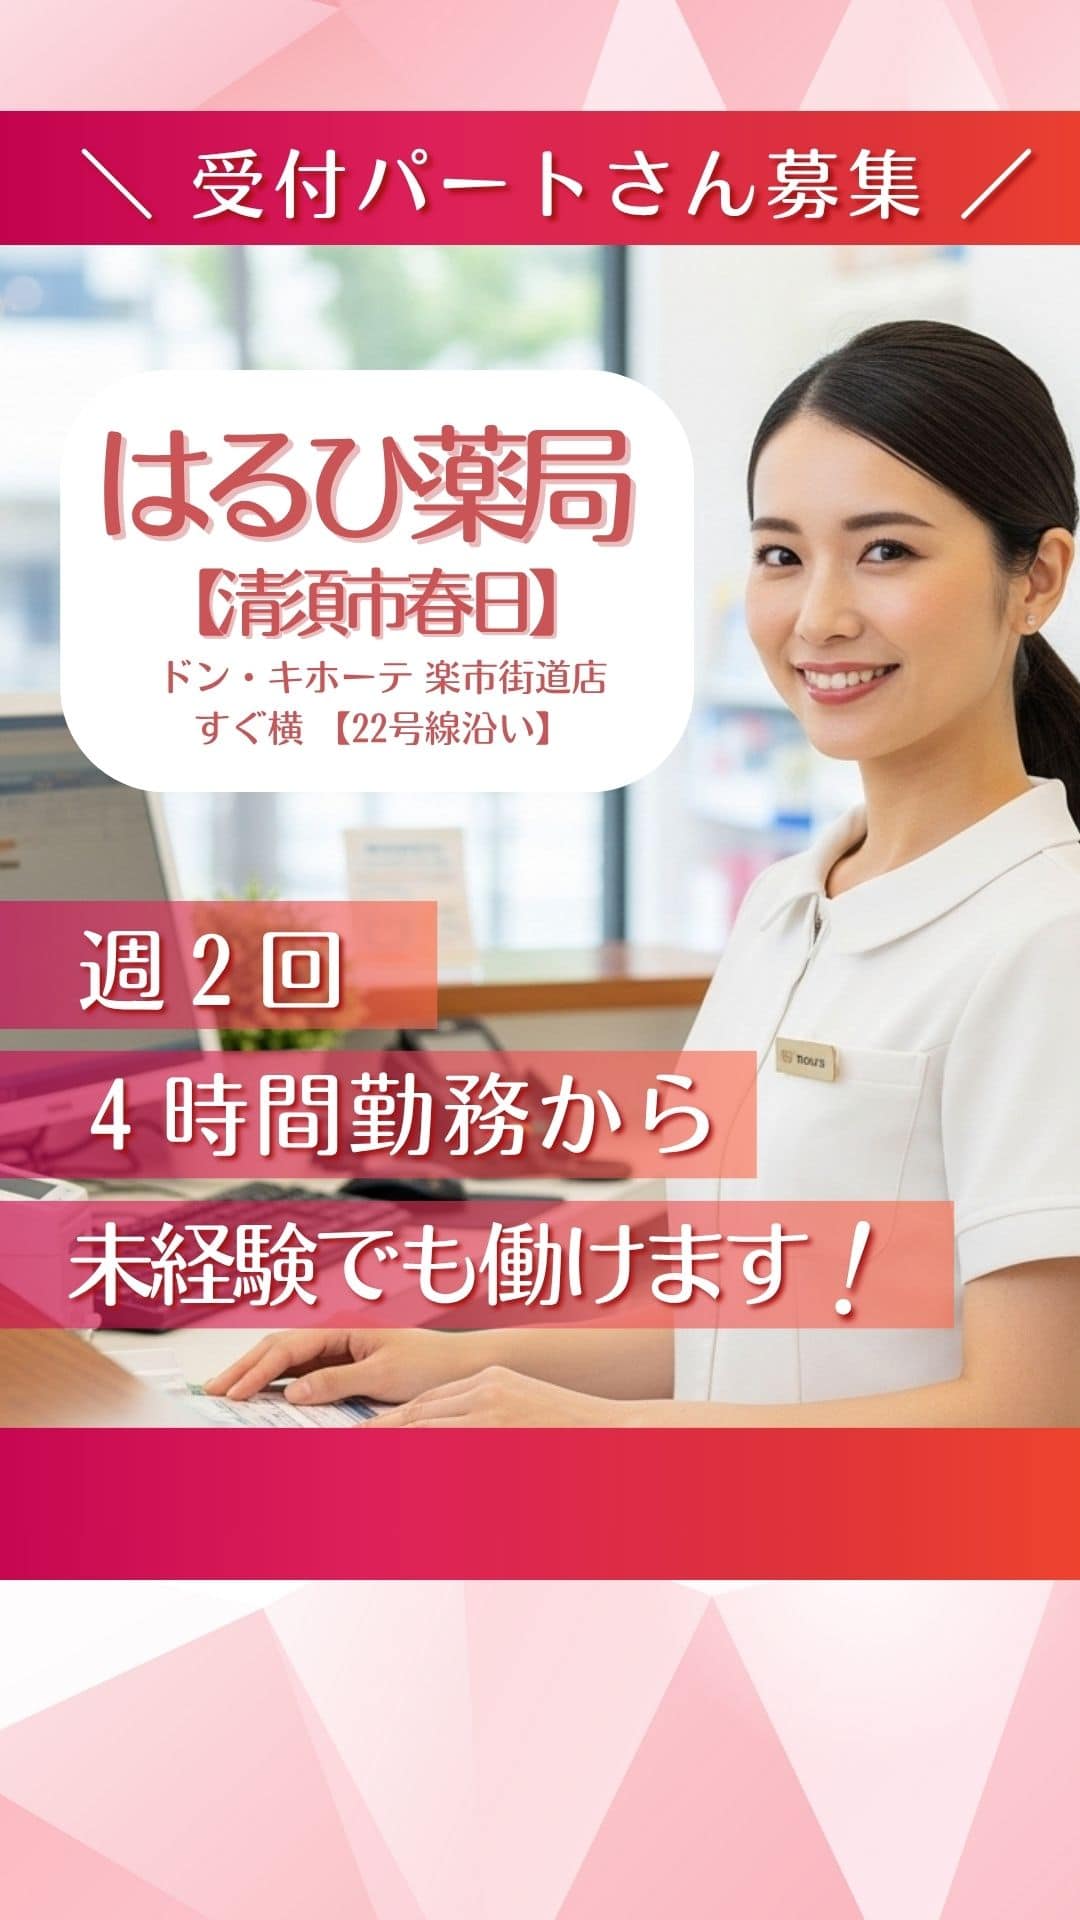 \ 受付パートさん募集 /
はるひ薬局
【清須市春日】
ドン・キホーテ 楽市街道店
すぐ横 【22号線沿い】
週2回
4時間勤務から
未経験でも働けます！